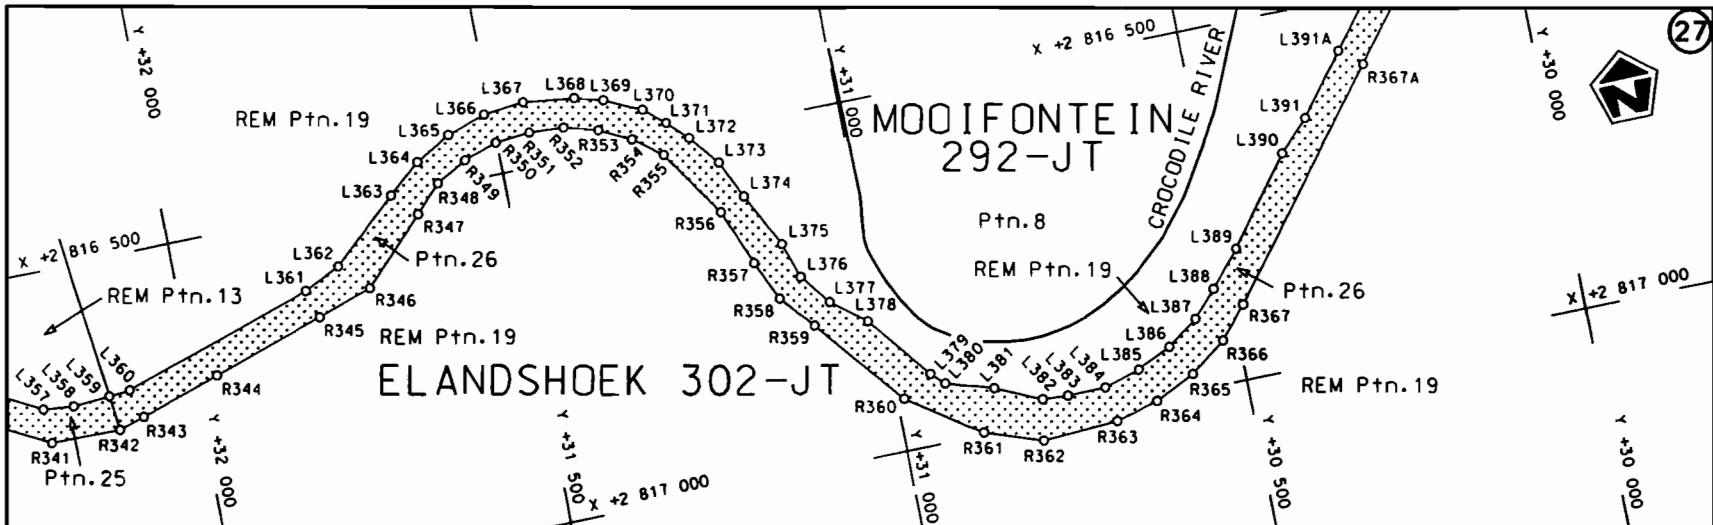 27
Y +32 000
Y +31 000
X +2 816 500
Y +30 000
CROCODILE RIVER
L391A
R367A
N
REM Ptn.19
L363
L364
L365
L366
L367
L368
L369
L370
L371
L372
L373
L374
L375
L376
L377
L378
L391
L390
L389
L388
L387
L386
L385
L384
L383
L382
L381
L380
L379
MOOIFONTEIN
292-JT
Ptn.8
REM Ptn.19
Ptn.26
X +2 817 000
R347
R348
R349
R350
R351
R352
R353
R354
R355
R356
R357
R358
R359
R360
R361
R362
R363
R364
R365
R366
R367
REM Ptn.19
X +2 816 500
REM Ptn.13
L357
L358
L359
L360
L361
L362
Ptn.26
R346
R345
R344
R343
R342
R341
Ptn.25
REM Ptn.19
ELANDSHOEK 302-JT
Y +32 000
Y +31 500
X +2 817 000
Y +31 000
Y +30 500
Y +30 000